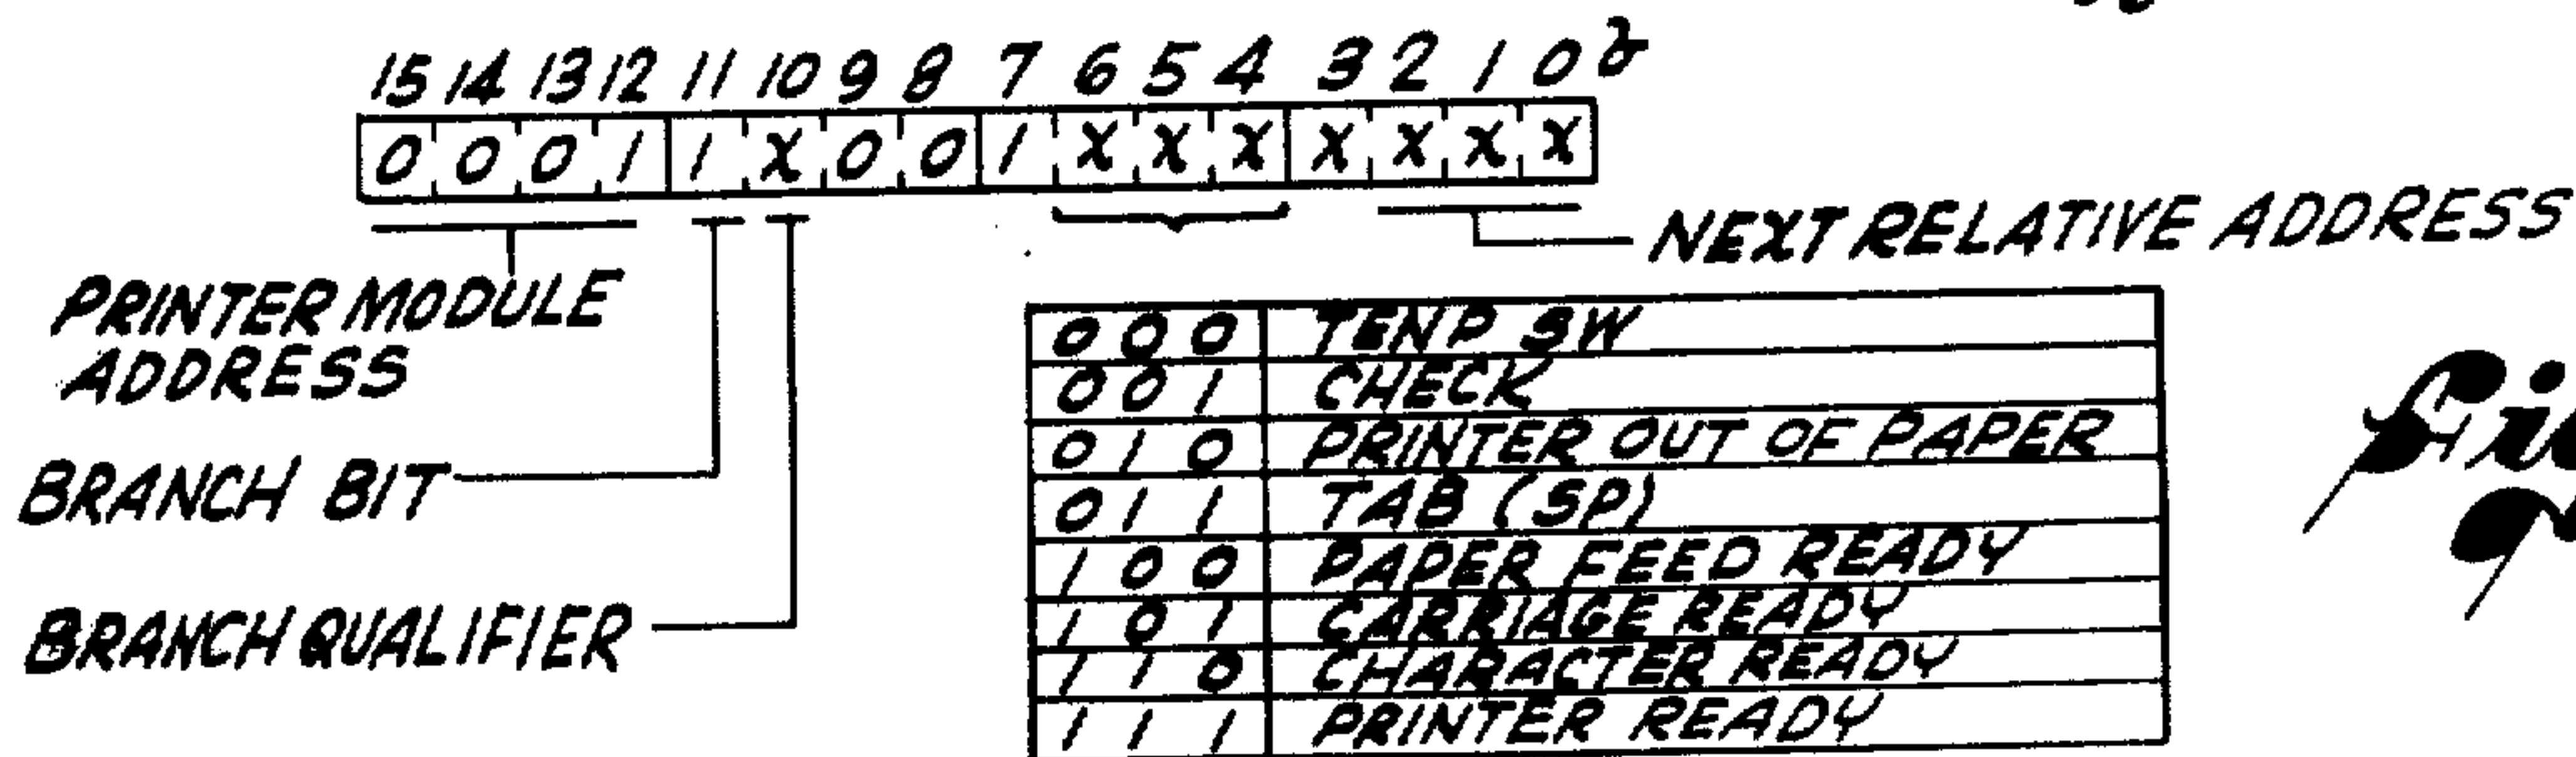 15 14 13 12 11 10 9 8 7 6 5 4 3 2 1 0
0 0 0 1 1 X 0 0 1 X X X X X X X
NEXT RELATIVE ADDRESS
PRINTER MODULE
ADDRESS
BRANCH BIT
BRANCH QUALIFIER
0 0 0 TENP SW
0 0 1 CHECK
0 1 0 PRINTER OUT OF PAPER
0 1 1 TAB (SP)
1 0 0 PAPER FEED READY
1 0 1 CARRIAGE READY
1 1 0 CHARACTER READY
1 1 1 PRINTER READY